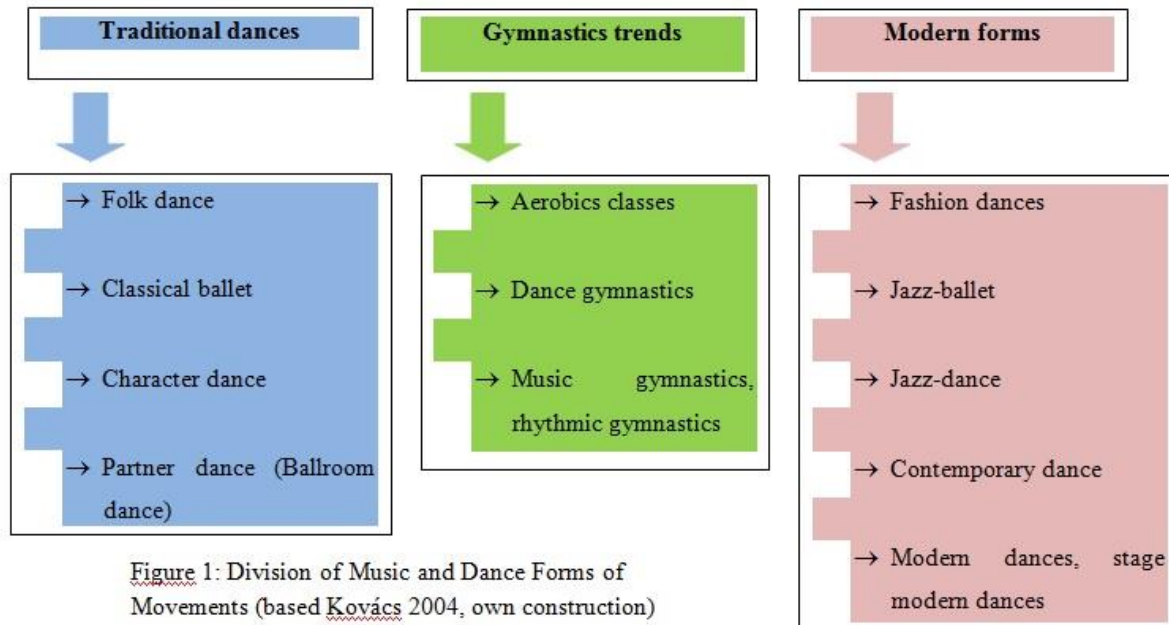 Traditional dances
→ Folk dance
→ Classical ballet
→ Character dance
→ Partner dance (Ballroom
dance)
Gymnastics trends
→ Aerobics classes
→ Dance gymnastics
→ Music gymnastics,
rhythmic gymnastics
Modern forms
→ Fashion dances
→ Jazz-ballet
→ Jazz-dance
→ Contemporary dance
→ Modern dances, stage
modern dances
Figure 1: Division of Music and Dance Forms of
Movements (based Kovács 2004, own construction)